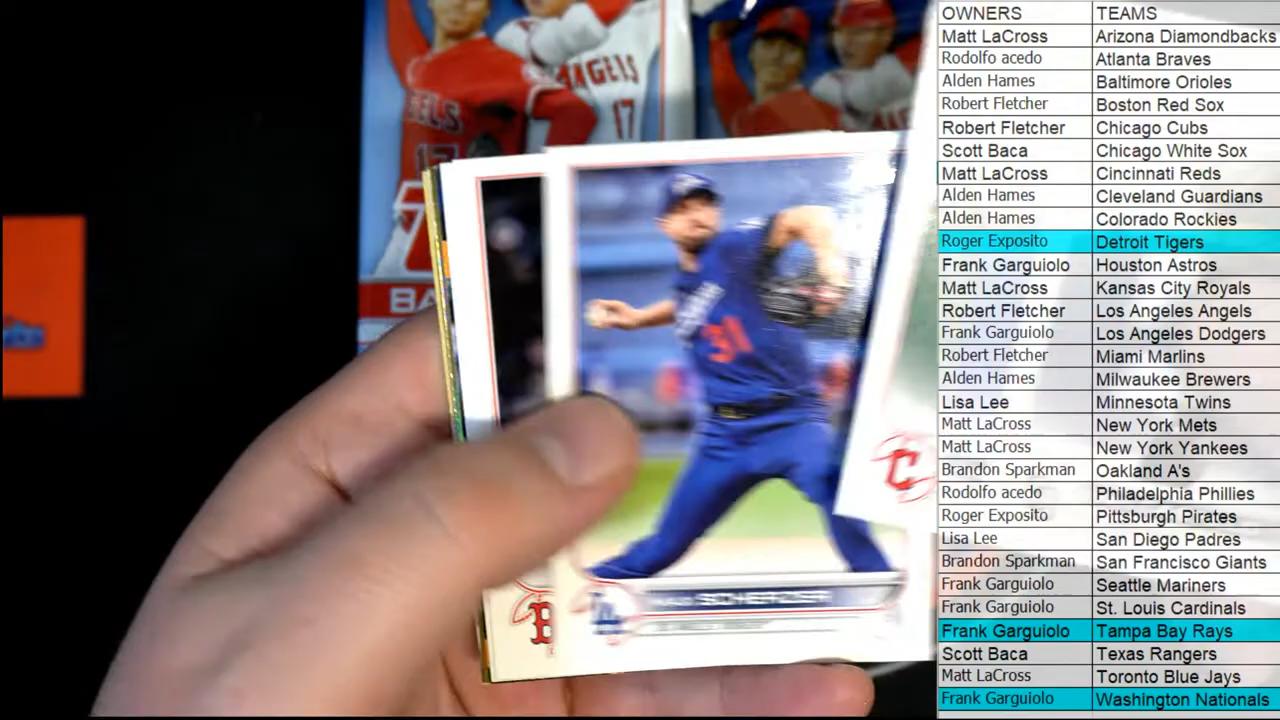 OWNERS TEAMS
Matt LaCross Arizona Diamondbacks
Rodolfo acedo Atlanta Braves
Alden Hames Baltimore Orioles
Robert Fletcher Boston Red Sox
Robert Fletcher Chicago Cubs
Scott Baca Chicago White Sox
Matt LaCross Cincinnati Reds
Alden Hames Cleveland Guardians
Alden Hames Colorado Rockies
Roger Exposito Detroit Tigers
Frank Garguiolo Houston Astros
Matt LaCross Kansas City Royals
Robert Fletcher Los Angeles Angels
Frank Garguiolo Los Angeles Dodgers
Robert Fletcher Miami Marlins
Alden Hames Milwaukee Brewers
Lisa Lee Minnesota Twins
Matt LaCross New York Mets
Matt LaCross New York Yankees
Brandon Sparkman Oakland A's
Rodolfo acedo Philadelphia Phillies
Roger Exposito Pittsburgh Pirates
Lisa Lee San Diego Padres
Brandon Sparkman San Francisco Giants
Frank Garguiolo Seattle Mariners
Frank Garguiolo St. Louis Cardinals
Frank Garguiolo Tampa Bay Rays
Scott Baca Texas Rangers
Matt LaCross Toronto Blue Jays
Frank Garguiolo Washington Nationals
ANGELS
17
17
31
C
B
LA
SCHERZER